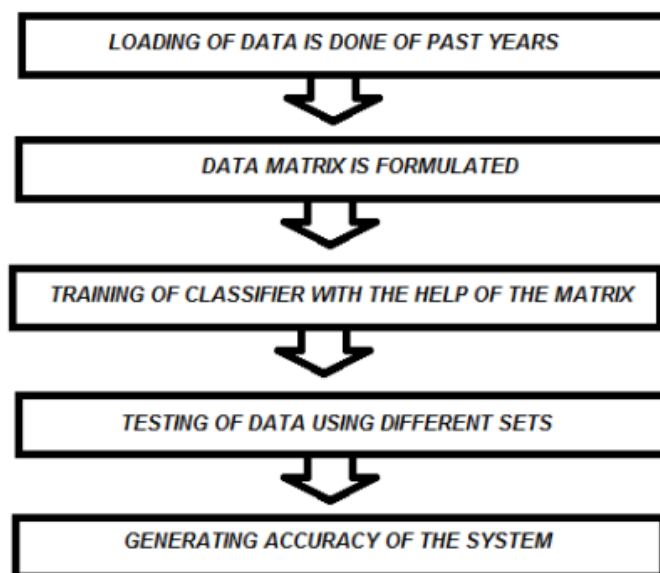 LOADING OF DATA IS DONE OF PAST YEARS
DATA MATRIX IS FORMULATED
TRAINING OF CLASSIFIER WITH THE HELP OF THE MATRIX
TESTING OF DATA USING DIFFERENT SETS
GENERATING ACCURACY OF THE SYSTEM